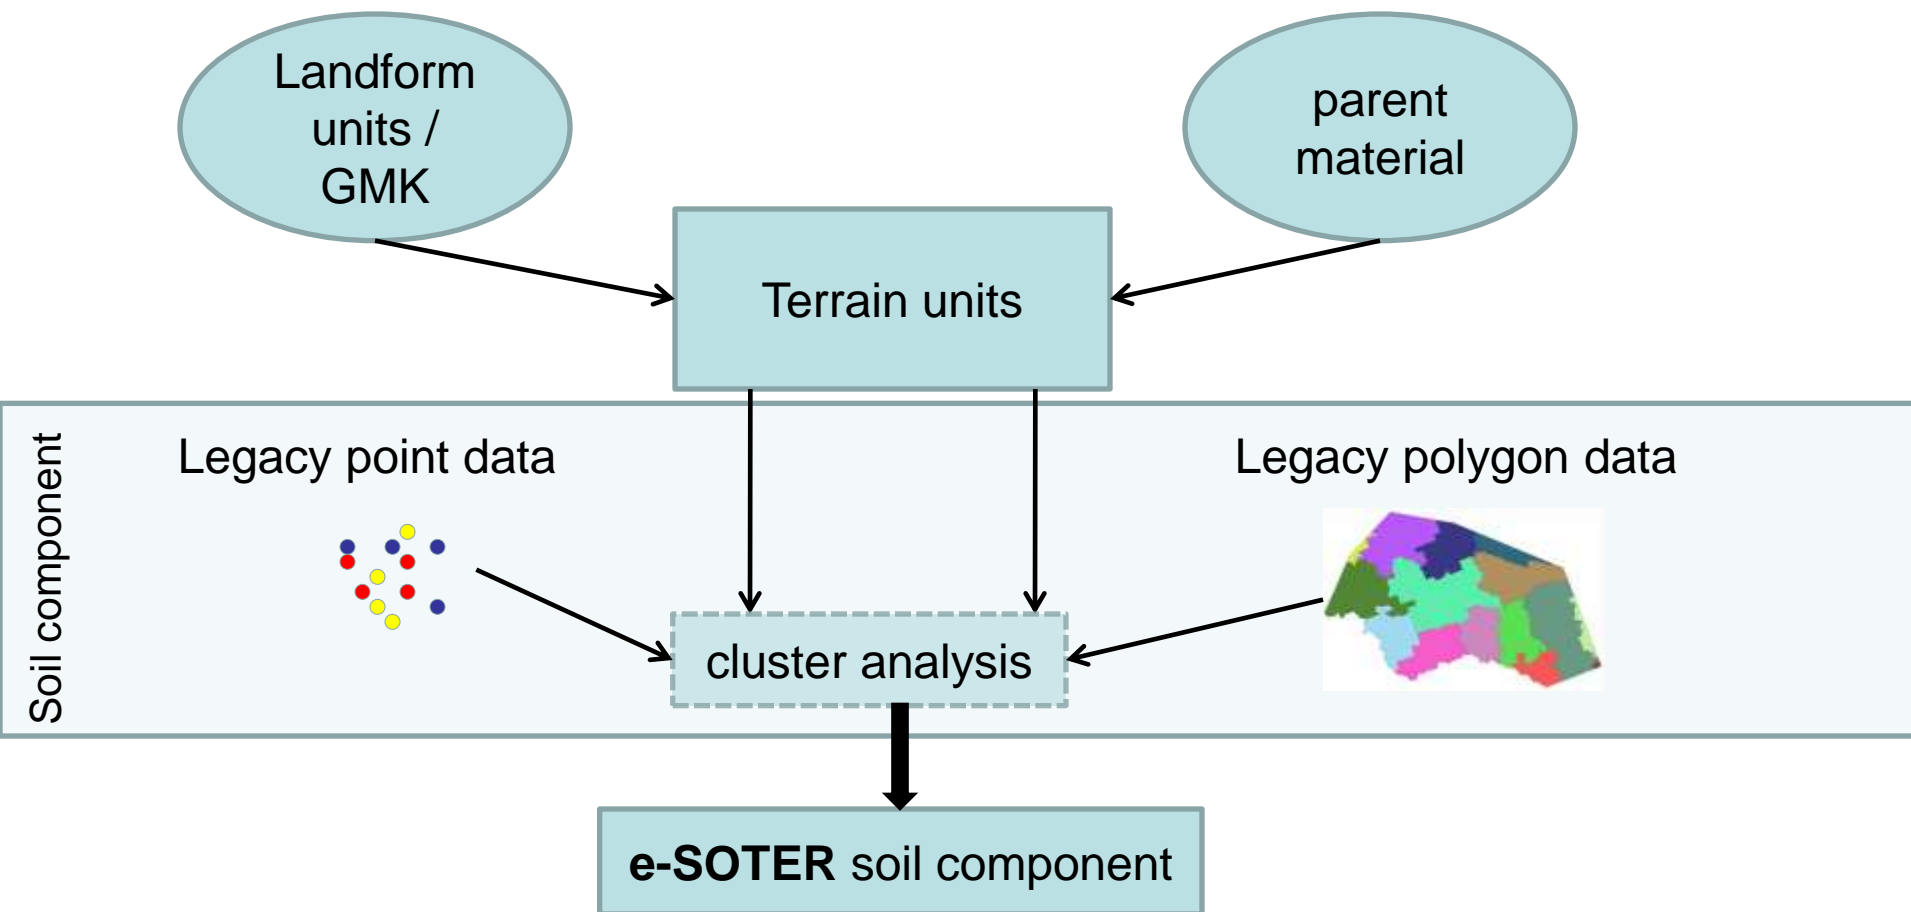 Landform
units /
GMK
parent
material
Terrain units
Soil component
Legacy point data
Legacy polygon data
cluster analysis
e-SOTER soil component